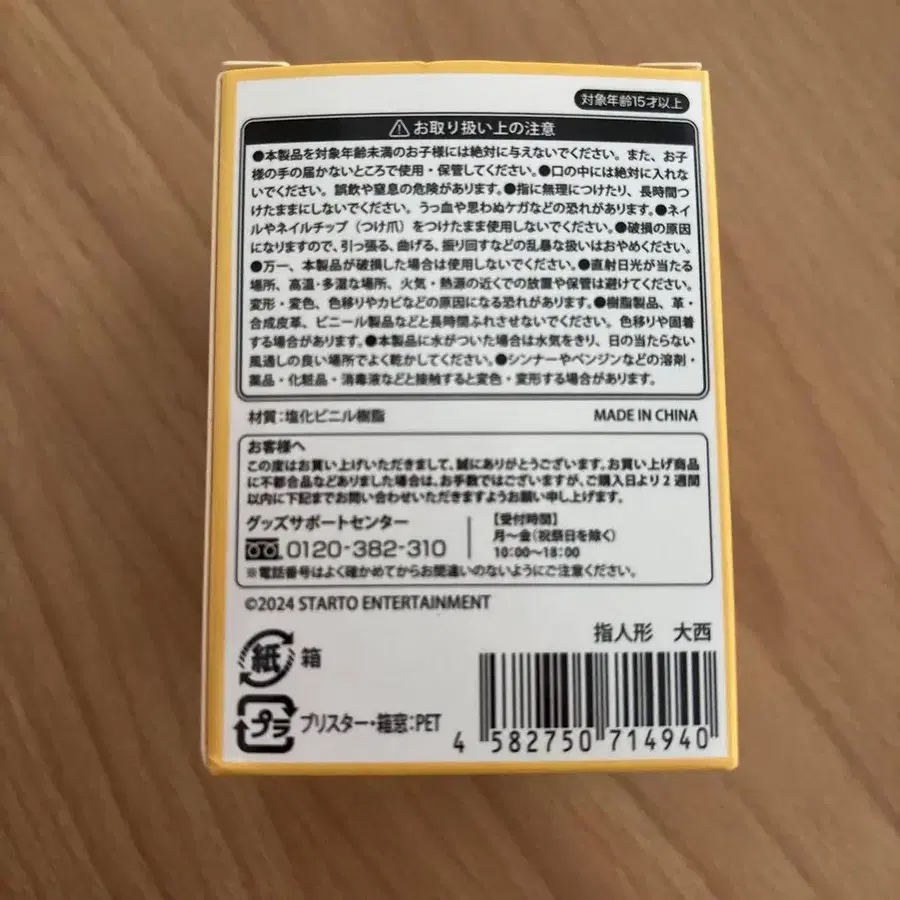 対象年齢15才以上
⚠お取り扱い上の注意
●本製品を対象年齢未満のお子様には絶対に与えないでください。また、お子
様の手の届かないところで使用・保管してください。●口の中には絶対に入れな
いでください。誤飲や窒息の危険があります。●指に無理につけたり、長時間つ
けたままにしないでください。うっ血や思わぬケガなどの恐れがあります。●ネイ
ルやネイルチップ（つけ爪）をつけたまま使用しないでください。●破損の原因
になりますので、引っ張る、曲げる、振り回すなどの乱暴な扱いはおやめください。
●万一、本製品が破損した場合は使用しないでください。●直射日光が当たる
場所、高温・多湿な場所、火気・熱源の近くでの放置や保管は避けてください。
変形・変色、色移りやカビなどの原因になる恐れがあります。●樹脂製品、革・
合成皮革、ビニール製品などと長時間ふれさせないでください。色移りや固着
する場合があります。●本製品に水がついた場合は水気をきり、日の当たらない
風通しの良い場所でよく乾かしてください。●シンナーやベンジンなどの溶剤・
薬品・化粧品・消毒液などと接触すると変色・変形する場合があります。
材質：塩化ビニル樹脂 MADE IN CHINA
お客様へ
この度はお買い上げいただきまして、誠にありがとうございます。お買い上げ商品
に不都合品などありました場合は、お手数ではございますが、ご購入日より2週間
以内に下記までお問い合わせいただきますようお願い申し上げます。
グッズサポートセンター
0120-382-310
【受付時間】
月〜金（祝祭日を除く）
10:00〜18:00
※電話番号はよく確かめてからお間違いのないようにご注意ください。
©2024 STARTO ENTERTAINMENT
指人形 大西
紙 箱
プラ ブリスター・箱窓：PET
4 582750 714940